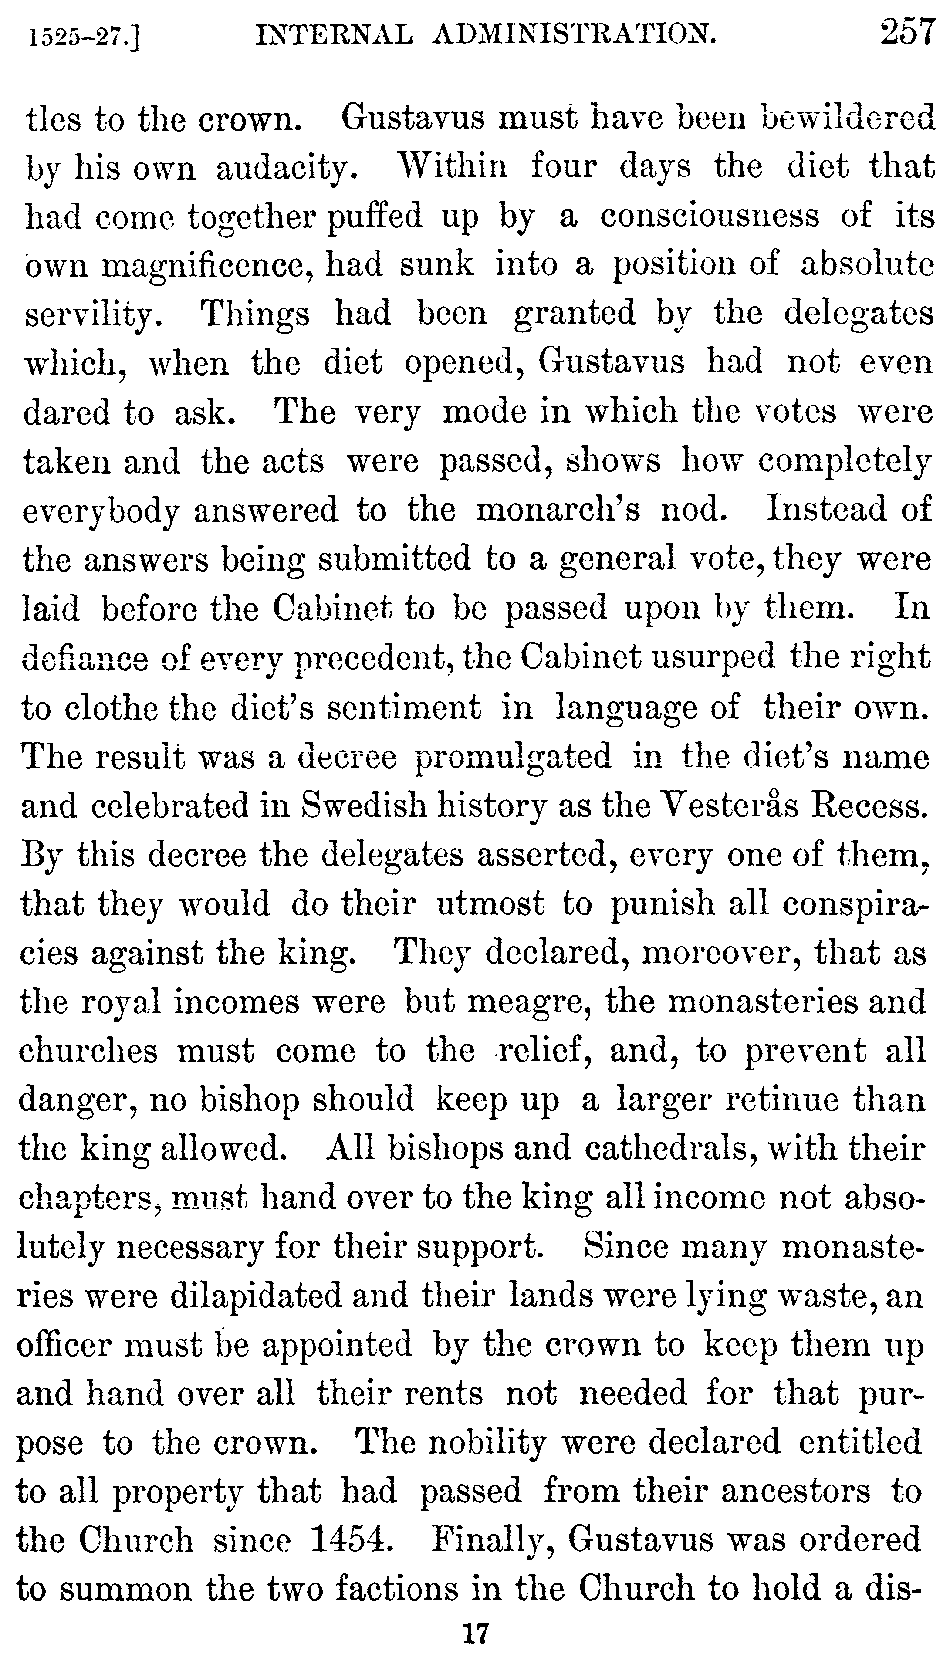 1525–27.] INTERNAL ADMINISTRATION. 257
tles to the crown. Gustavus must have been bewildered
by his own audacity. Within four days the diet that
had come together puffed up by a consciousness of its
own magnificence, had sunk into a position of absolute
servility. Things had been granted by the delegates
which, when the diet opened, Gustavus had not even
dared to ask. The very mode in which the votes were
taken and the acts were passed, shows how completely
everybody answered to the monarch's nod. Instead of
the answers being submitted to a general vote, they were
laid before the Cabinet to be passed upon by them. In
defiance of every precedent, the Cabinet usurped the right
to clothe the diet's sentiment in language of their own.
The result was a decree promulgated in the diet's name
and celebrated in Swedish history as the Vesterås Recess.
By this decree the delegates asserted, every one of them,
that they would do their utmost to punish all conspira-
cies against the king. They declared, moreover, that as
the royal incomes were but meagre, the monasteries and
churches must come to the relief, and, to prevent all
danger, no bishop should keep up a larger retinue than
the king allowed. All bishops and cathedrals, with their
chapters, must hand over to the king all income not abso-
lutely necessary for their support. Since many monaste-
ries were dilapidated and their lands were lying waste, an
officer must be appointed by the crown to keep them up
and hand over all their rents not needed for that pur-
pose to the crown. The nobility were declared entitled
to all property that had passed from their ancestors to
the Church since 1454. Finally, Gustavus was ordered
to summon the two factions in the Church to hold a dis-
17